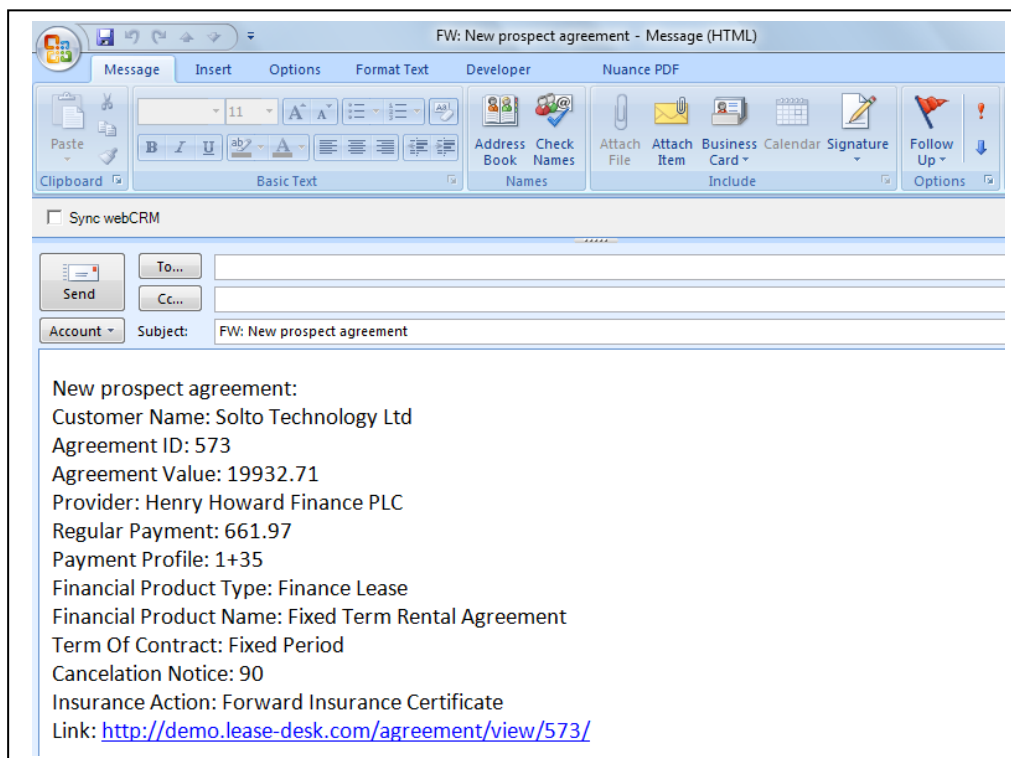 FW: New prospect agreement - Message (HTML)
Message Insert Options Format Text Developer Nuance PDF
11 A A ABC
Paste B I U ab A Address Book Check Names Attach File Attach Item Business Card Calendar Signature Follow Up
Clipboard Basic Text Names Include Options
Sync webCRM
To...
Send
Cc...
Account Subject: FW: New prospect agreement
New prospect agreement:
Customer Name: Solto Technology Ltd
Agreement ID: 573
Agreement Value: 19932.71
Provider: Henry Howard Finance PLC
Regular Payment: 661.97
Payment Profile: 1+35
Financial Product Type: Finance Lease
Financial Product Name: Fixed Term Rental Agreement
Term Of Contract: Fixed Period
Cancelation Notice: 90
Insurance Action: Forward Insurance Certificate
Link: http://demo.lease-desk.com/agreement/view/573/